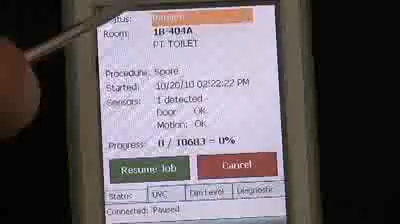 Status: Paused
Room: 1B-404A
PT. TOILET
Procedure: Spore
Started: 10/20/10 02:22:22 PM
Sensors: 1 detected
Door: OK
Motion: OK
Progress: 0 / 10683 = 0%
Resume Job Cancel
Status UVC Dim Level Diagnostic
Connected: Paused